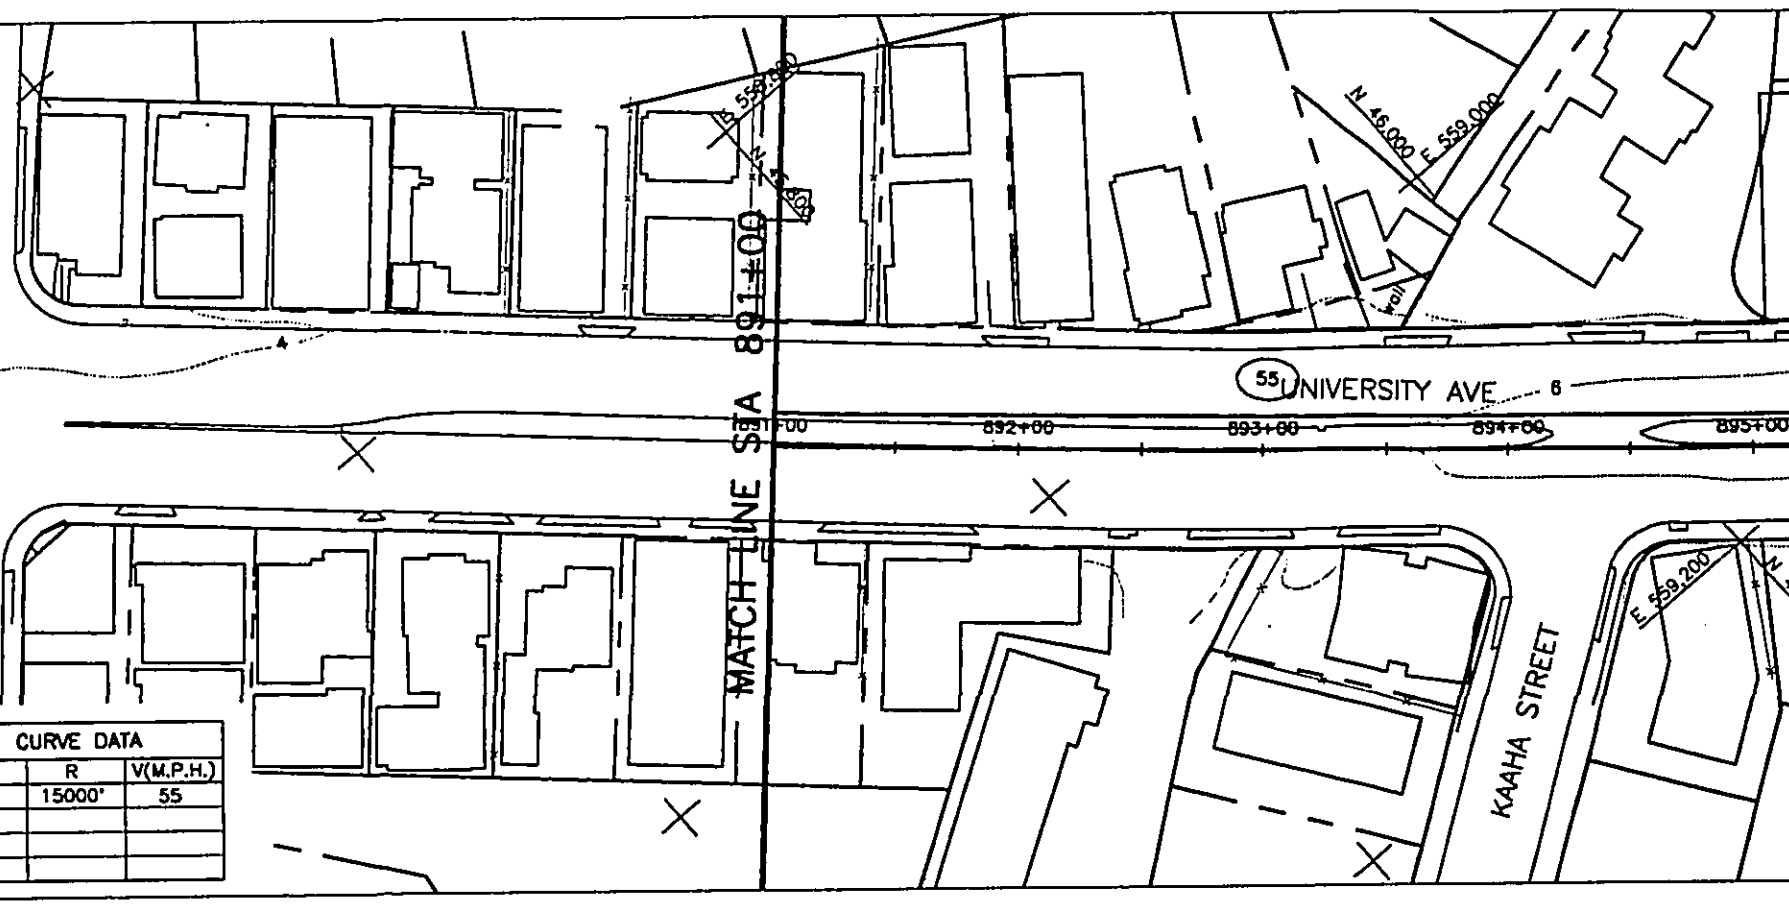 N 46,000
E. 559,000
wall
MATCH LINE STA 891+00
4
55
UNIVERSITY AVE
6
891+00
892+00
893+00
894+00
895+00
E. 559,200
N
KAAHA STREET
CURVE DATA
R V(M.P.H.)
15000' 55